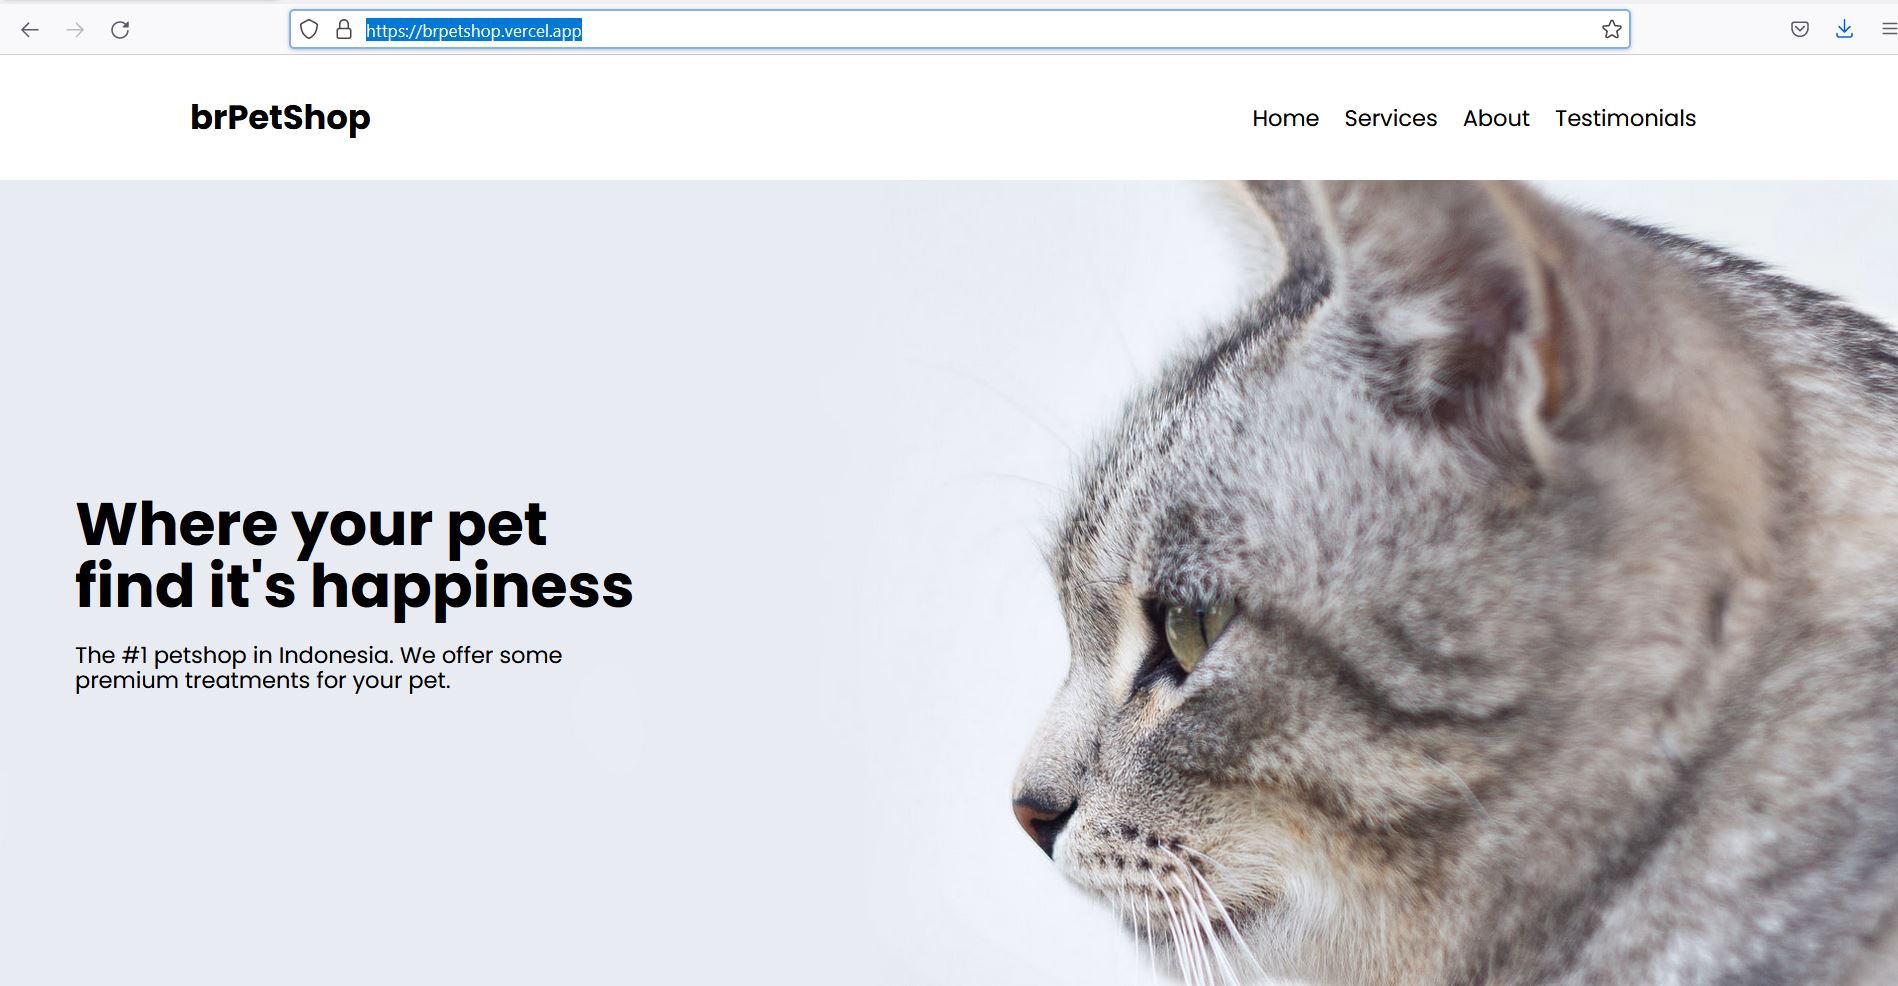 https://brpetshop.vercel.app
brPetShop
Home Services About Testimonials
Where your pet
find it's happiness
The #1 petshop in Indonesia. We offer some
premium treatments for your pet.